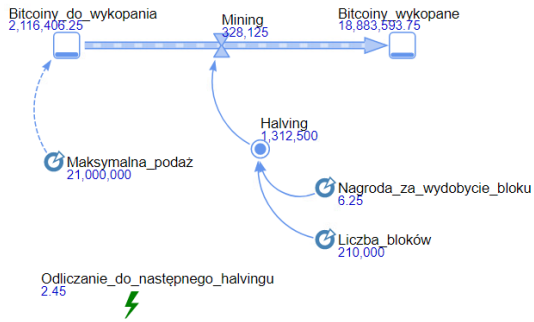 Bitcoiny_do_wykopania
2,116,406.25
Mining
328,125
Bitcoiny_wykopane
18,883,593.75
Halving
1,312,500
Maksymalna_podaż
21,000,000
Nagroda_za_wydobycie_bloku
6.25
Liczba_bloków
210,000
Odliczanie_do_następnego_halvingu
2.45